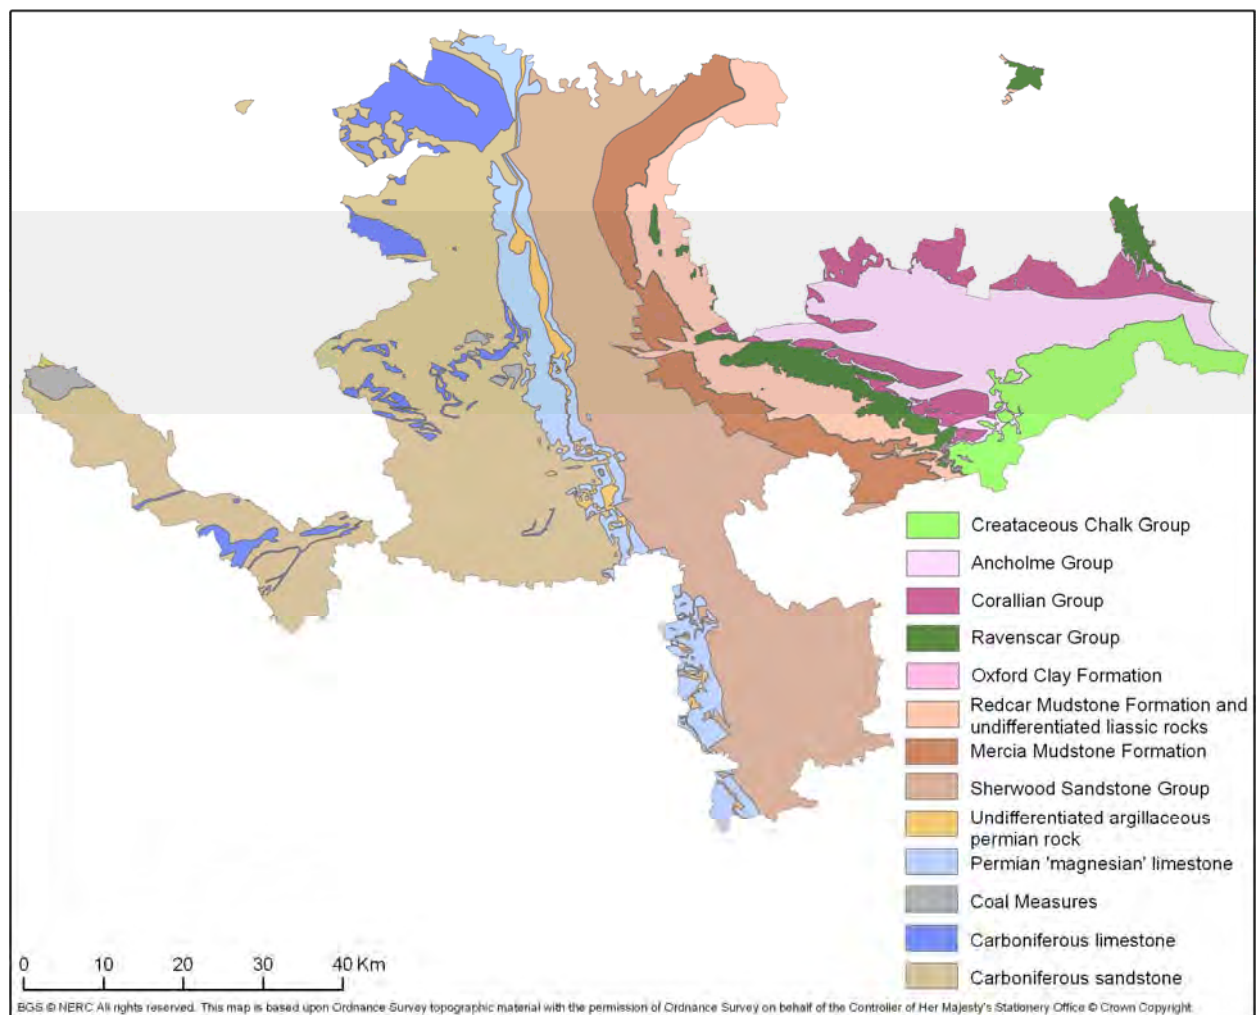 Creataceous Chalk Group
Ancholme Group
Corallian Group
Ravenscar Group
Oxford Clay Formation
Redcar Mudstone Formation and
undifferentiated liassic rocks
Mercia Mudstone Formation
Sherwood Sandstone Group
Undifferentiated argillaceous
permian rock
Permian 'magnesian' limestone
Coal Measures
Carboniferous limestone
Carboniferous sandstone
0 10 20 30 40 Km
BGS © NERC All rights reserved. This map is based upon Ordnance Survey topographic material with the permission of Ordnance Survey on behalf of the Controller of Her Majesty's Stationery Office © Crown Copyright.